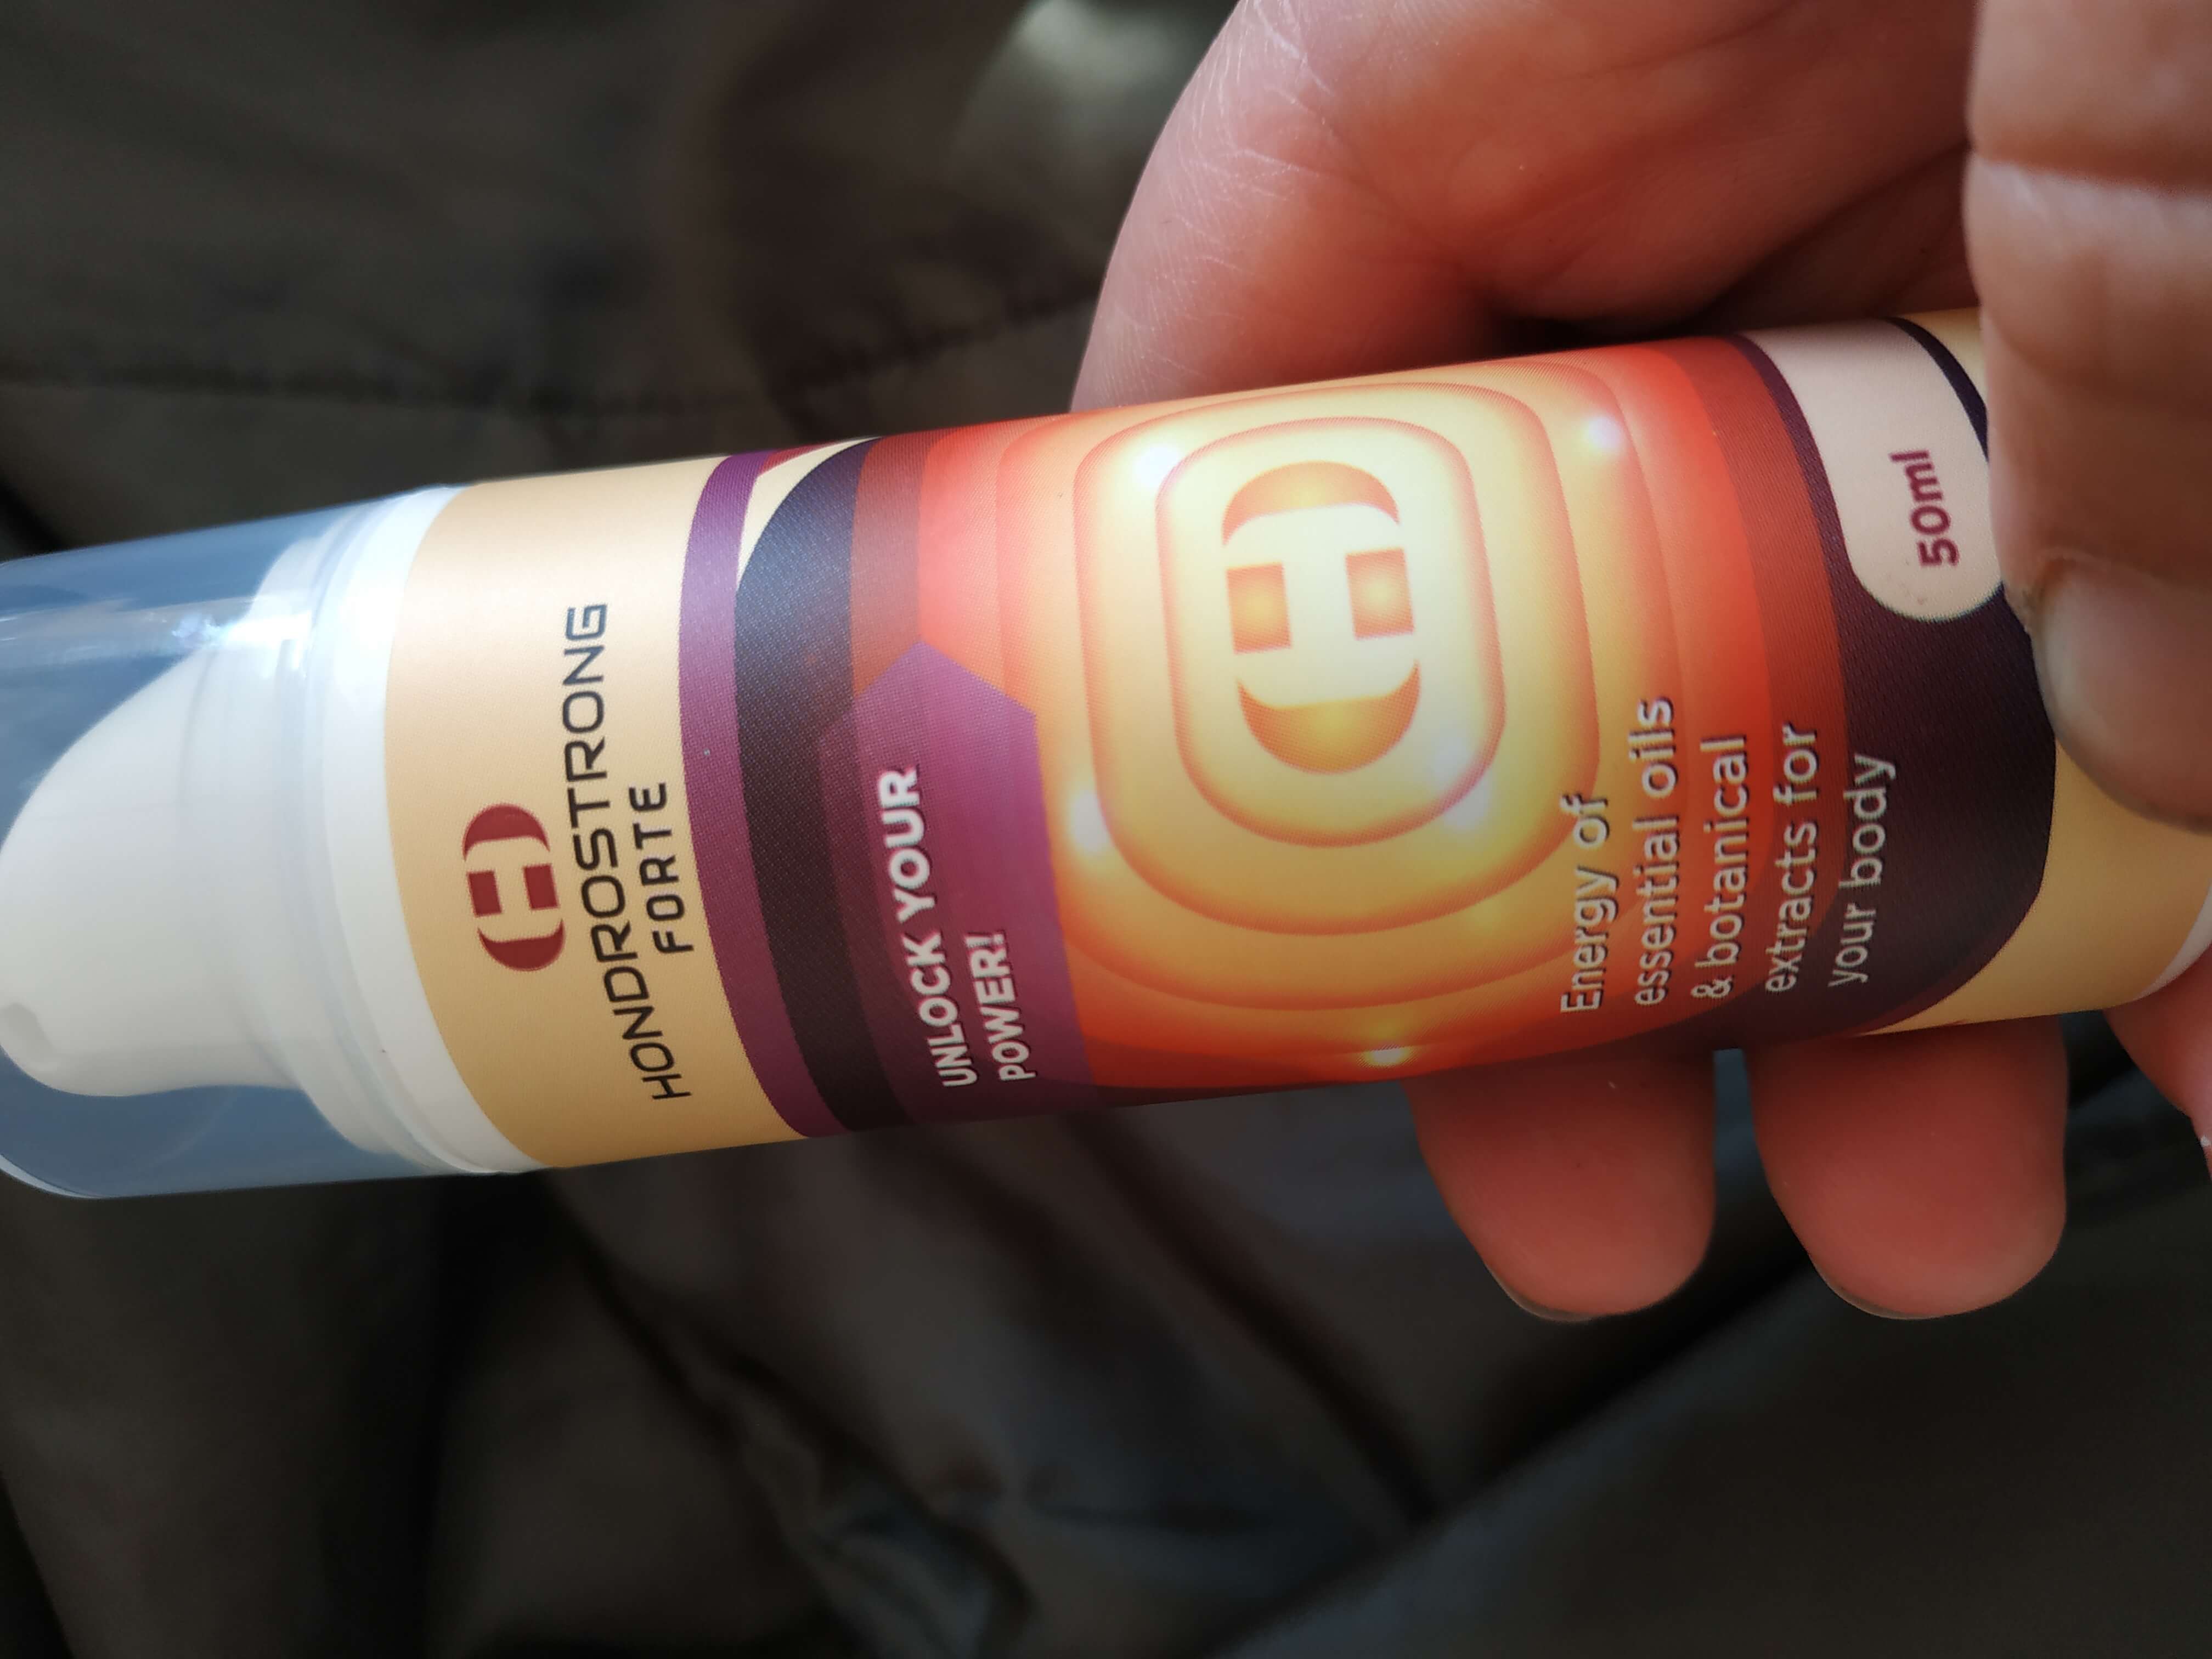 HONDROSTRONG
FORTE
UNLOCK YOUR
POWER!
Energy of
essential oils
& botanical
extracts for
your body
50ml